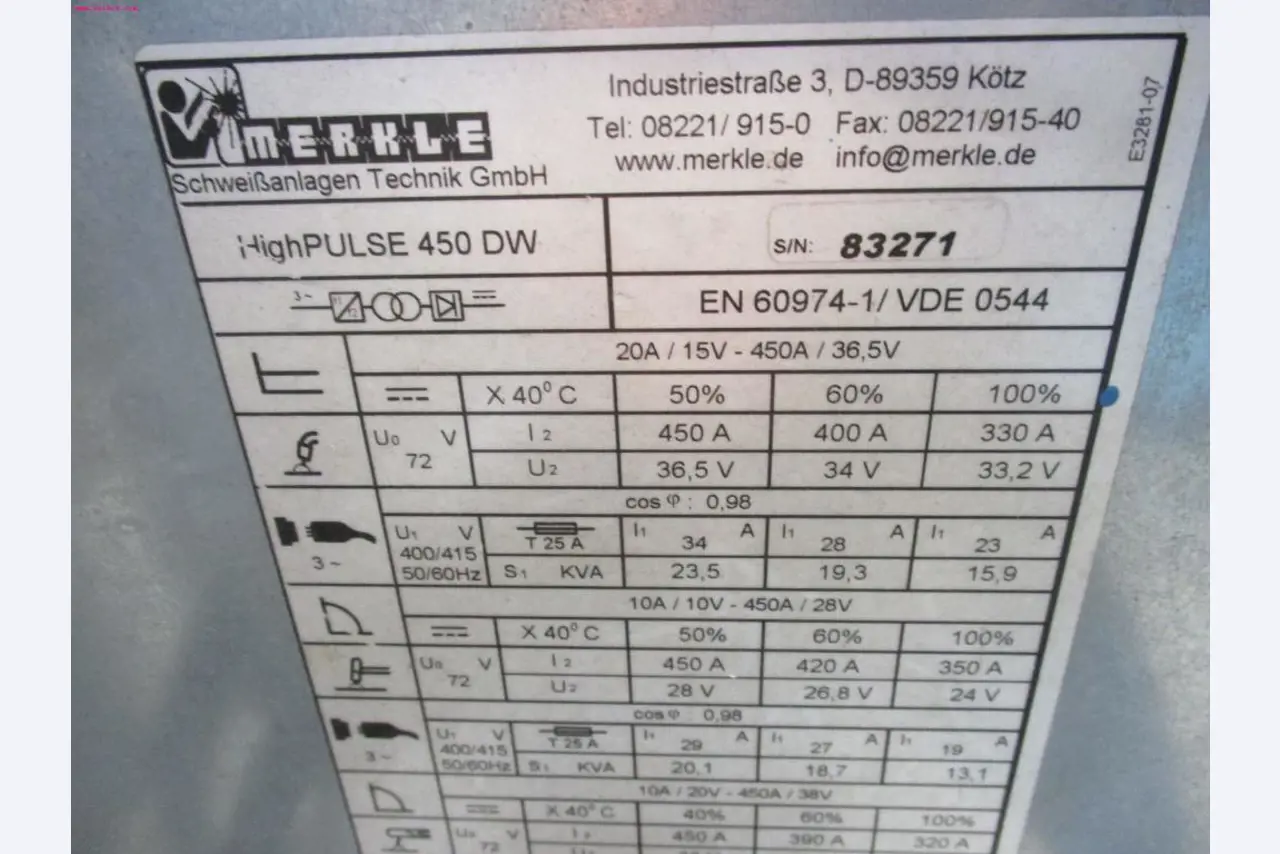 MERKLE
Schweißanlagen Technik GmbH
Industriestraße 3, D-89359 Kötz
Tel: 08221/ 915-0 Fax: 08221/915-40
www.merkle.de info@merkle.de
E3281-07
HighPULSE 450 DW
S/N: 83271
3~
EN 60974-1/ VDE 0544
20A / 15V - 450A / 36,5V
X 40⁰ C 50% 60% 100%
U₀ V 72
I₂ 450 A 400 A 330 A
U₂ 36,5 V 34 V 33,2 V
cos φ : 0,98
3~
U₁ V 400/415 50/60Hz
T 25 A I₁ 34 A I₁ 28 A I₁ 23 A
S₁ KVA 23,5 19,3 15,9
10A / 10V - 450A / 28V
X 40⁰ C 50% 60% 100%
U₀ V 72
I₂ 450 A 420 A 350 A
U₂ 28 V 26,8 V 24 V
cos φ : 0,98
3~
U₁ V 400/415 50/60Hz
T 25 A I₁ 29 A I₁ 27 A I₁ 19 A
S₁ KVA 20,1 18,7 13,1
10A / 20V - 450A / 38V
X 40⁰ C 40% 60% 100%
U₀ V 72
I₂ 450 A 390 A 320 A